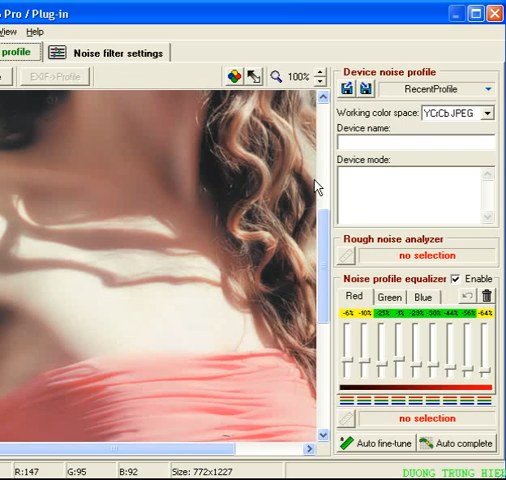 Pro / Plug-in
View Help
profile Noise filter settings
EXIF->Profile 100%
Device noise profile
RecentProfile
Working color space: YCrCb JPEG
Device name:
Device mode:
Rough noise analyzer
no selection
Noise profile equalizer Enable
Red Green Blue
-6% -10% -25% -1% -23% -30% -44% -36% -64%
no selection
Auto fine-tune Auto complete
R:147 G:95 B:92 Size: 772x1227
DUONG TRUNG HIEU